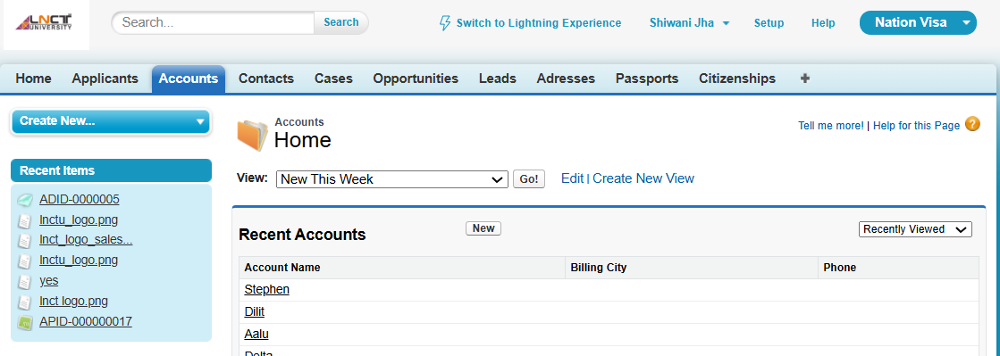 LNCT
UNIVERSITY
Search...
Search
Switch to Lightning Experience
Shiwani Jha
Setup
Help
Nation Visa
Home Applicants Accounts Contacts Cases Opportunities Leads Adresses Passports Citizenships +
Create New...
Accounts
Home
Tell me more! | Help for this Page ?
Recent Items
ADID-0000005
lnctu_logo.png
lnct_logo_sales...
lnctu_logo.png
yes
lnct logo.png
APID-000000017
View: New This Week Go! Edit | Create New View
Recent Accounts New Recently Viewed
Account Name Billing City Phone
Stephen
Dilit
Aalu
Delta